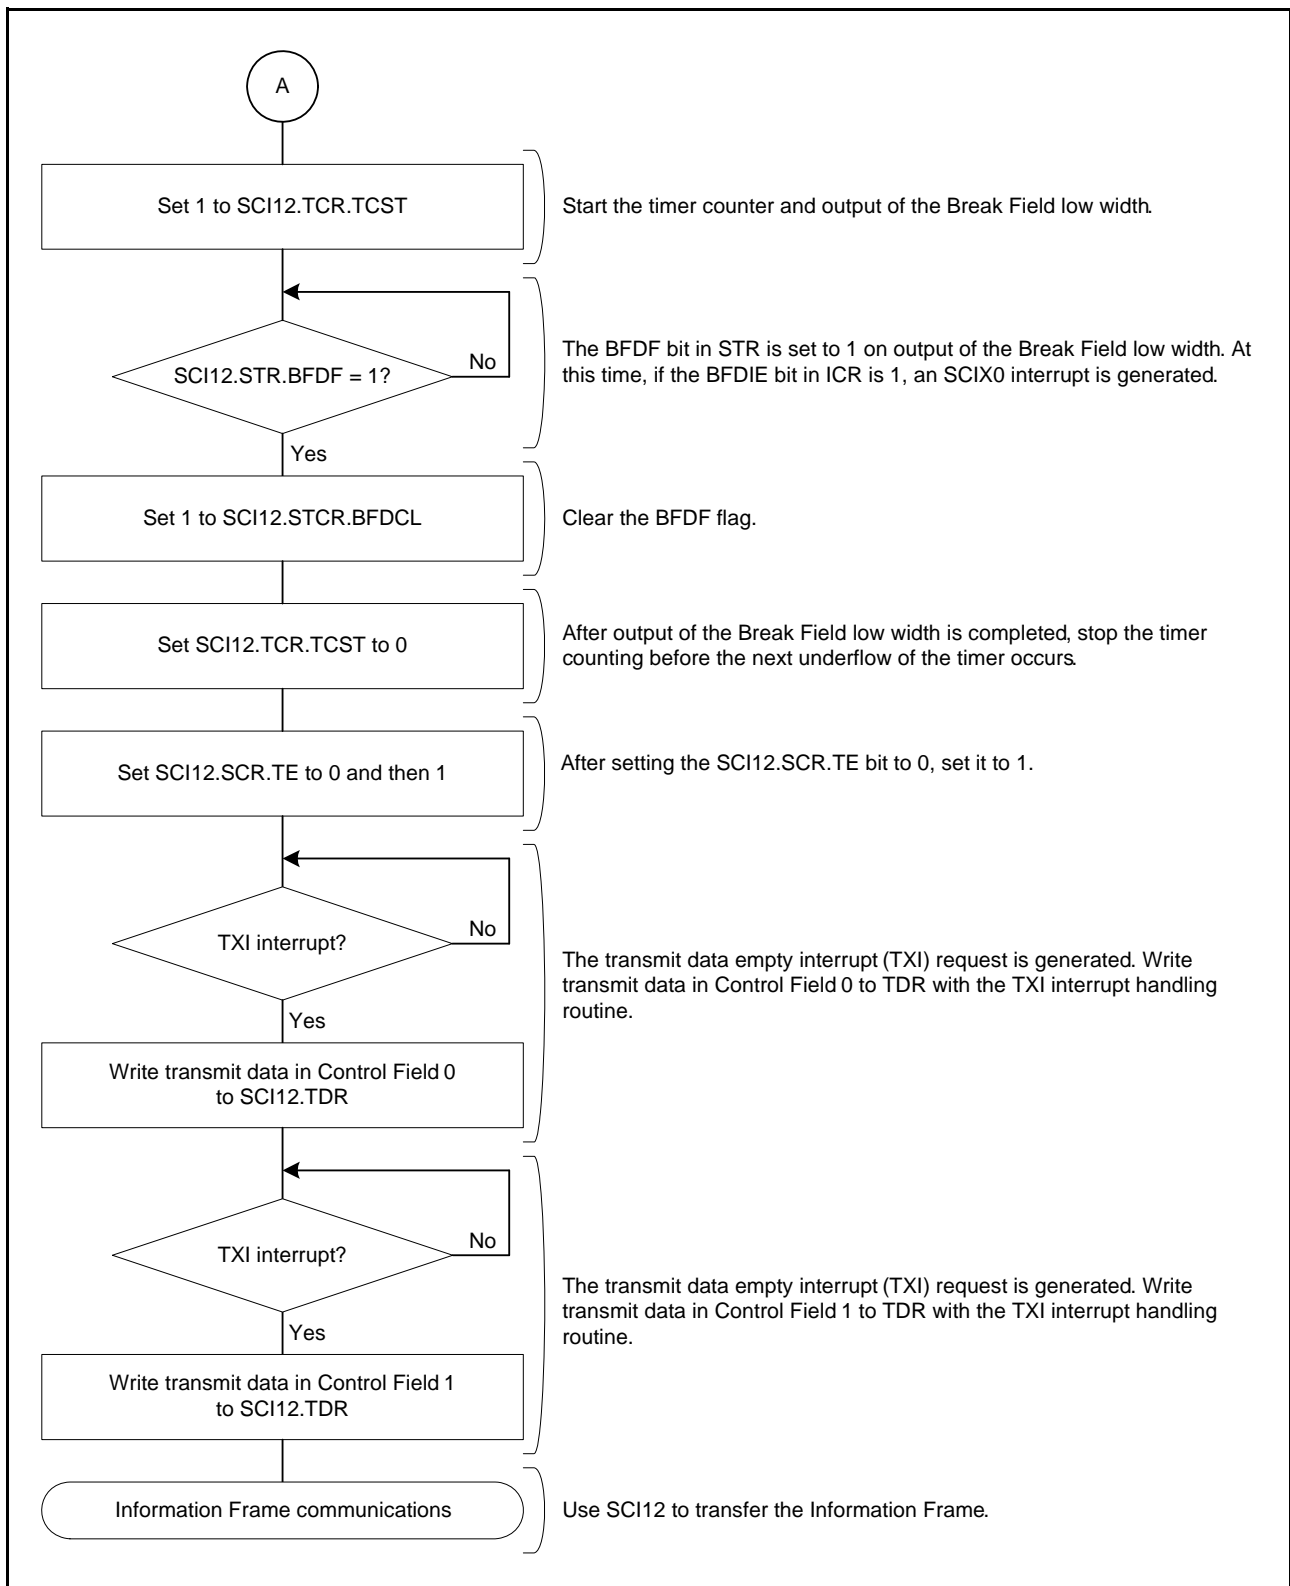 A
Set 1 to SCI12.TCR.TCST
Start the timer counter and output of the Break Field low width.
SCI12.STR.BFDF = 1?
No
The BFDF bit in STR is set to 1 on output of the Break Field low width. At
this time, if the BFDIE bit in ICR is 1, an SCIX0 interrupt is generated.
Yes
Set 1 to SCI12.STCR.BFDCL
Clear the BFDF flag.
Set SCI12.TCR.TCST to 0
After output of the Break Field low width is completed, stop the timer
counting before the next underflow of the timer occurs.
Set SCI12.SCR.TE to 0 and then 1
After setting the SCI12.SCR.TE bit to 0, set it to 1.
TXI interrupt?
No
The transmit data empty interrupt (TXI) request is generated. Write
transmit data in Control Field 0 to TDR with the TXI interrupt handling
routine.
Yes
Write transmit data in Control Field 0
to SCI12.TDR
TXI interrupt?
No
The transmit data empty interrupt (TXI) request is generated. Write
transmit data in Control Field 1 to TDR with the TXI interrupt handling
routine.
Yes
Write transmit data in Control Field 1
to SCI12.TDR
Information Frame communications
Use SCI12 to transfer the Information Frame.